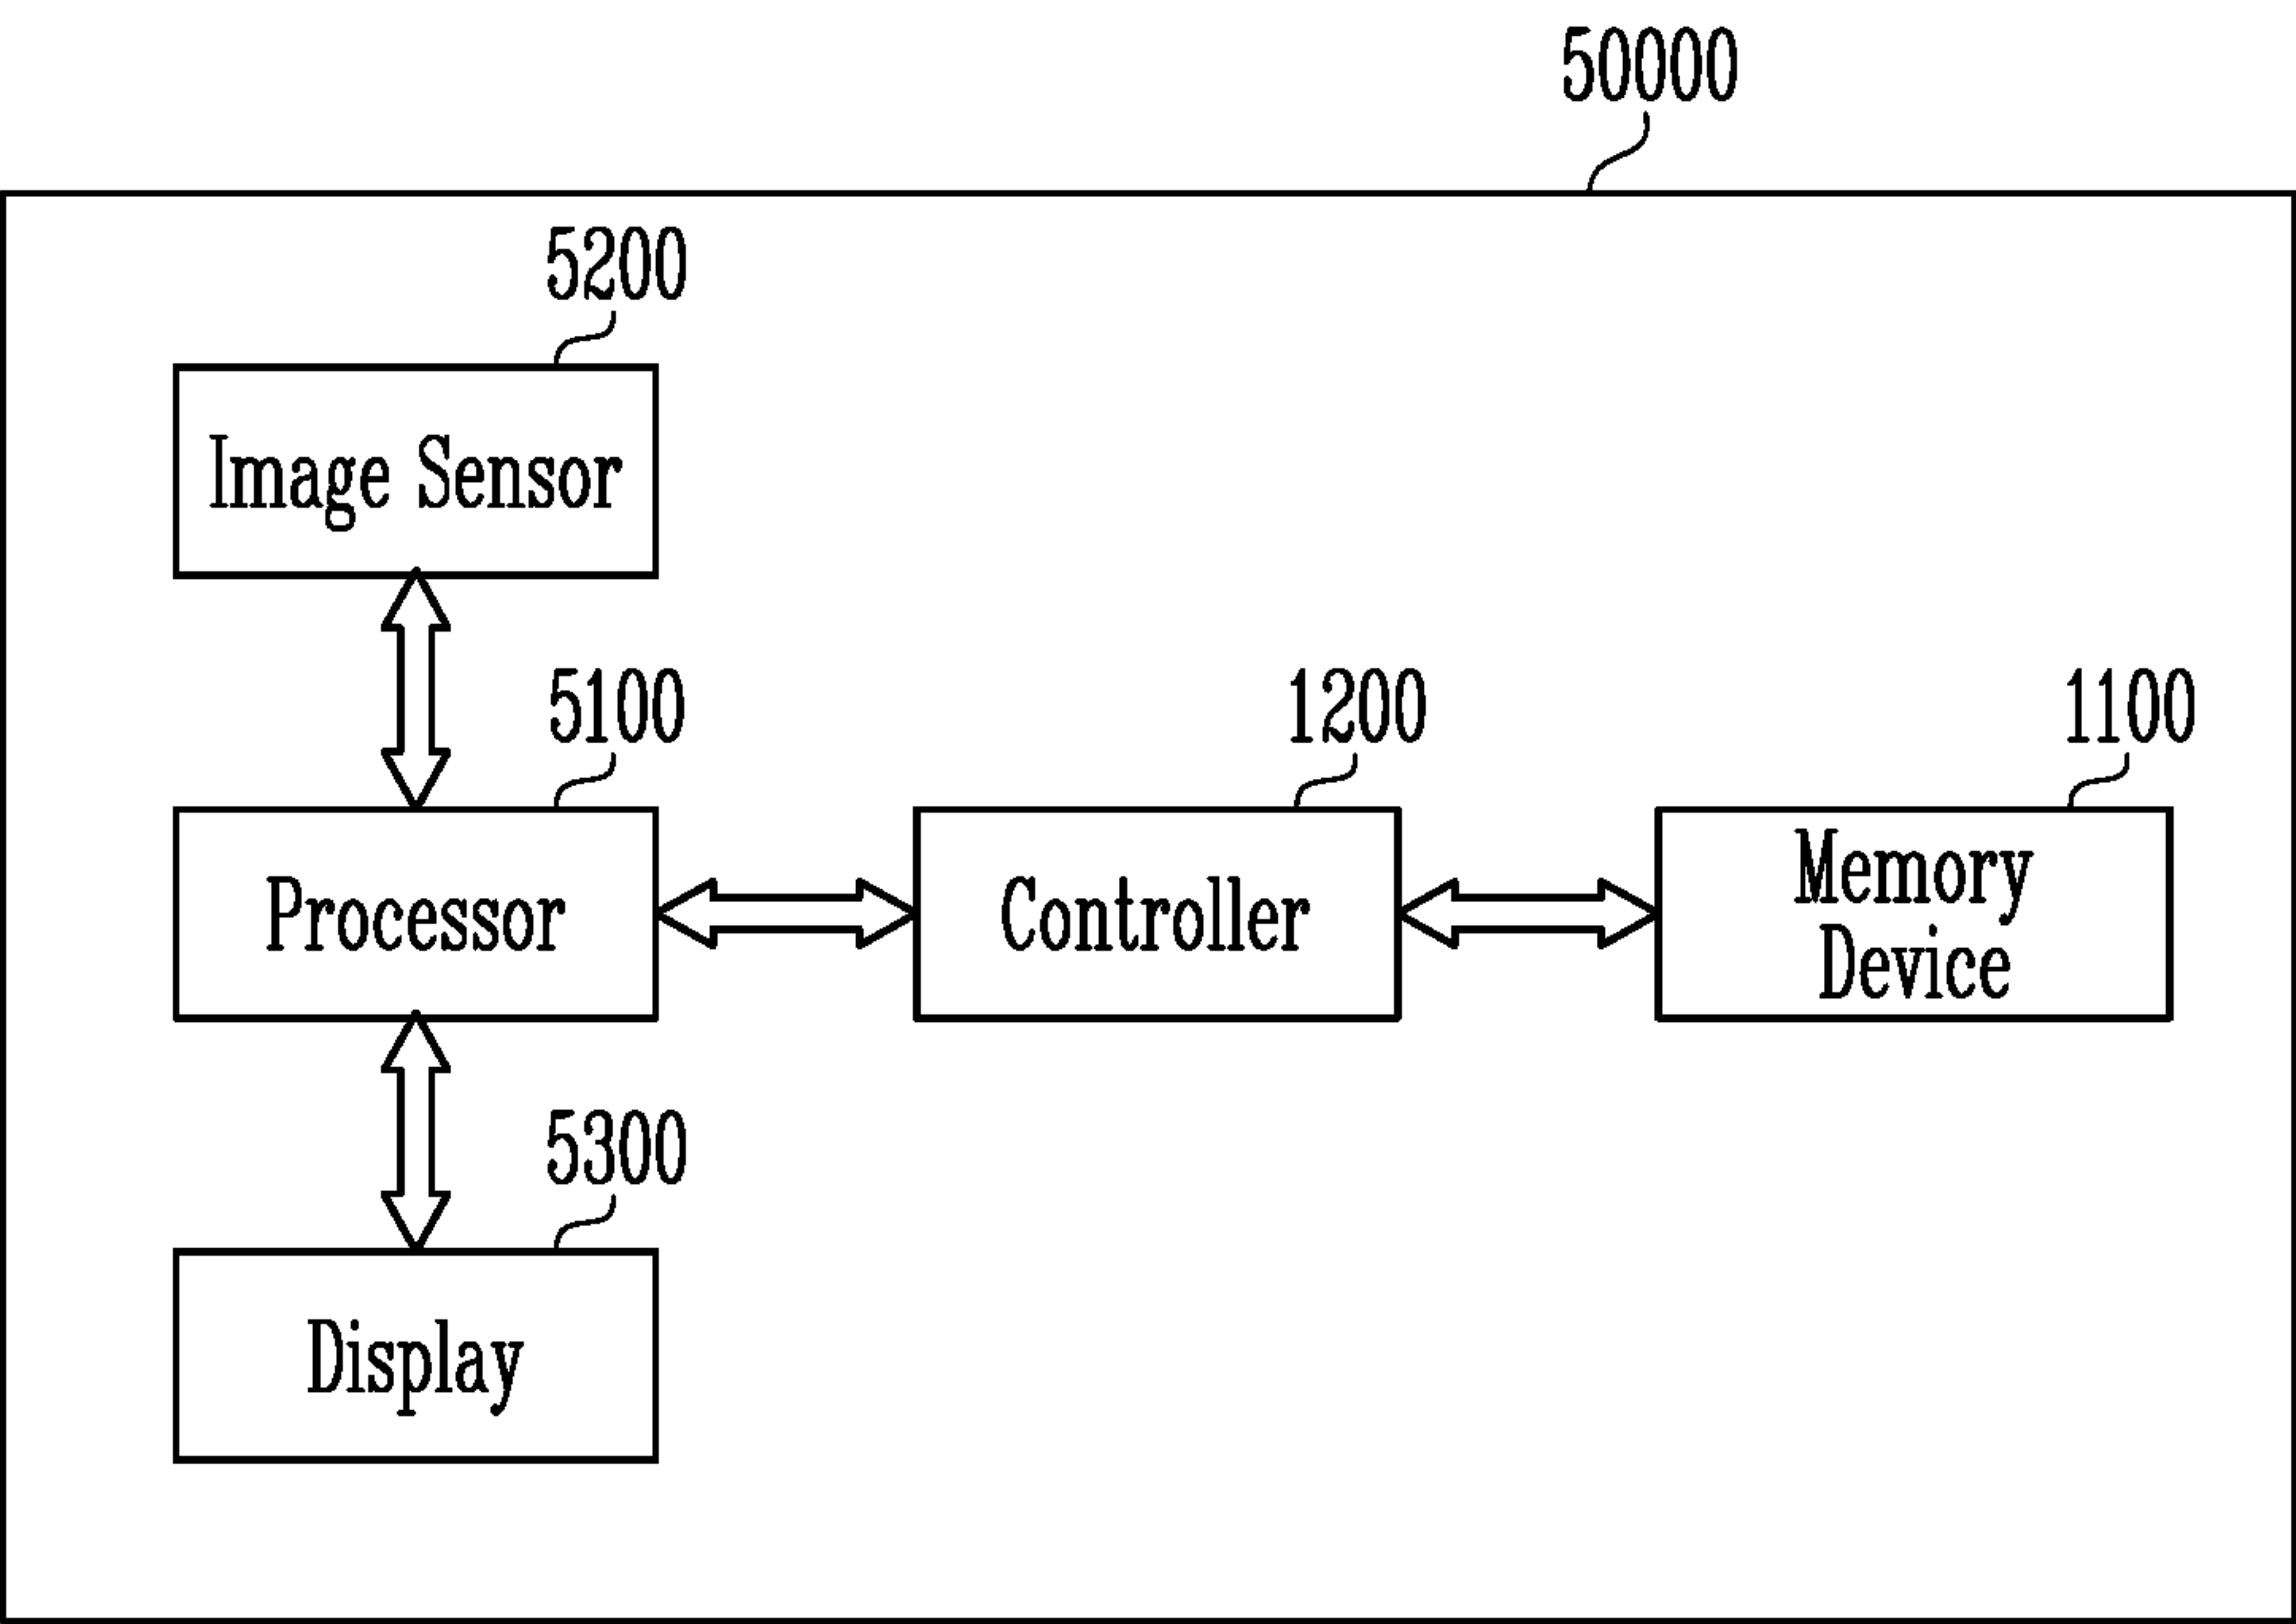 50000
5200
Image Sensor
5100
1200
1100
Processor
Controller
Memory
Device
5300
Display